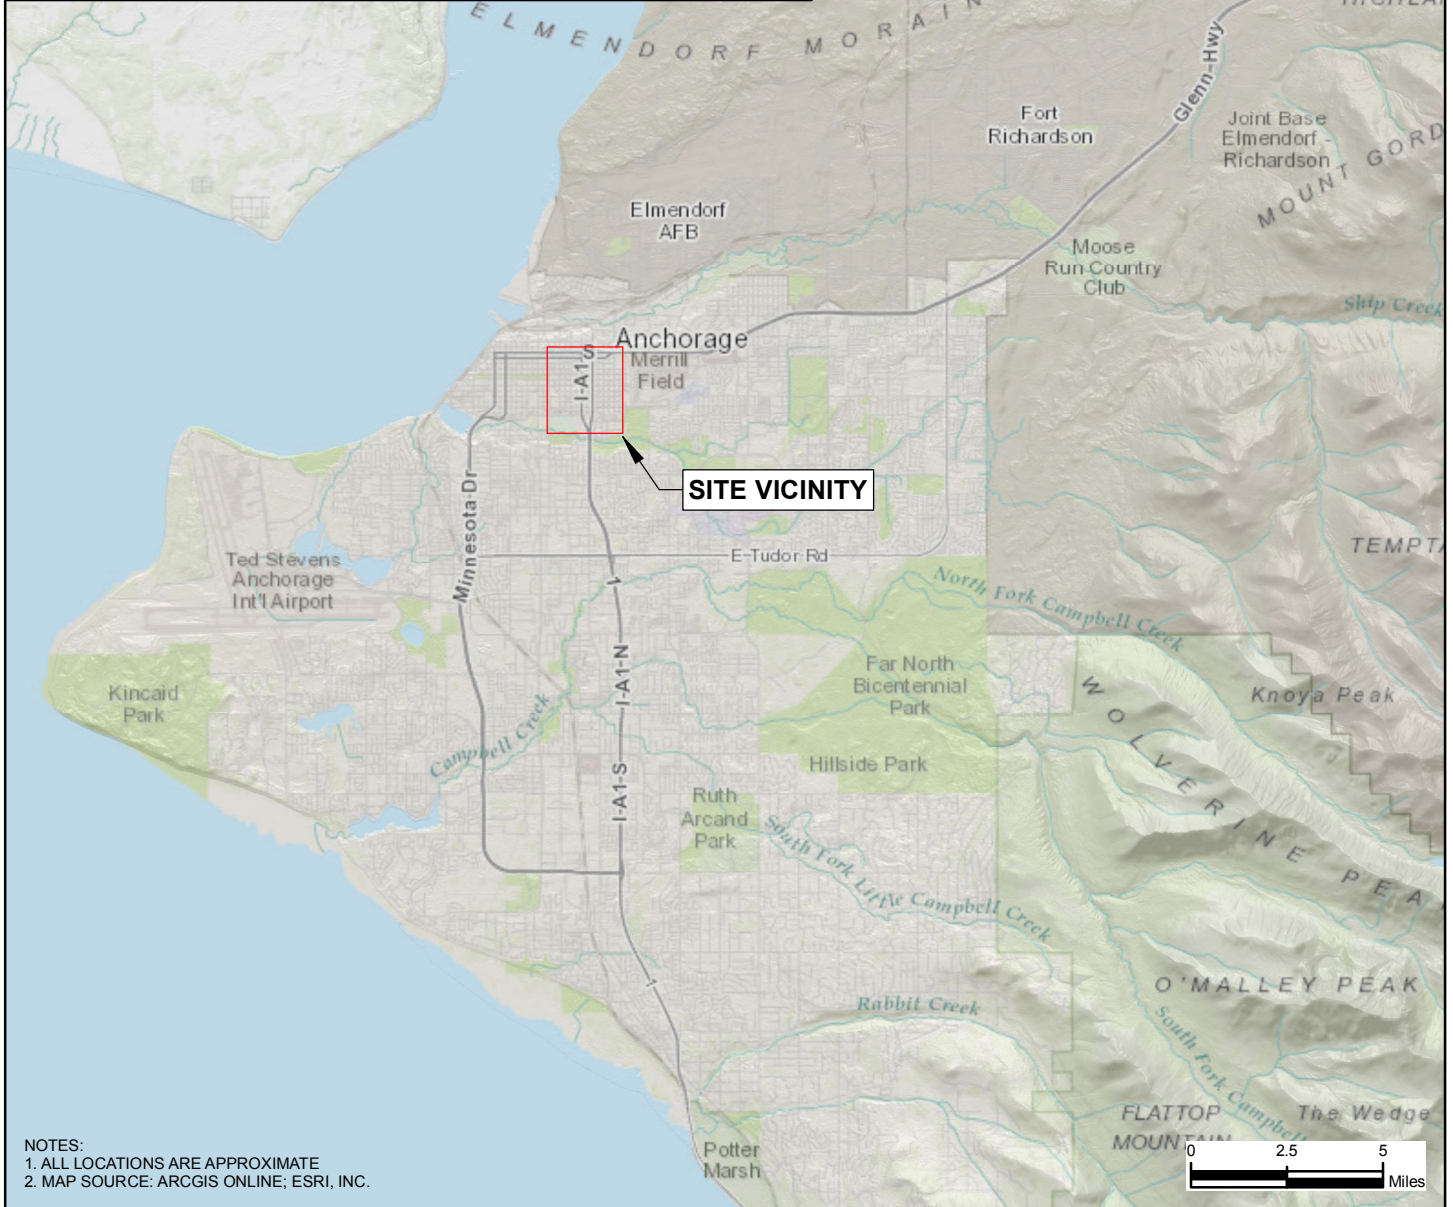 ELMENDORF MORAIN
Glenn-Hwy
Fort
Richardson
Joint Base
Elmendorf -
Richardson
MOUNT GORD
Elmendorf
AFB
Moose
Run Country
Club
Ship Creek
Anchorage
S
I-A1
Merrill
Field
SITE VICINITY
Minnesota-Dr
Ted Stevens
Anchorage
Int'l Airport
E-Tudor Rd
TEMPTA
1
North Fork Campbell Creek
I-A1-N
Far North
Bicentennial
Park
Kincaid
Park
Knoya Peak
WOLVERINE PEA
Campbell Creek
Hillside Park
I-A1-S
Ruth
Arcand
Park
South Fork Little Campbell Creek
1
O'MALLEY PEAK
Rabbit Creek
South Fork Campbell
FLATTOP
MOUNTAIN
The Wedge
Potter
Marsh
NOTES:
1. ALL LOCATIONS ARE APPROXIMATE
2. MAP SOURCE: ARCGIS ONLINE; ESRI, INC.
0 2.5 5
Miles